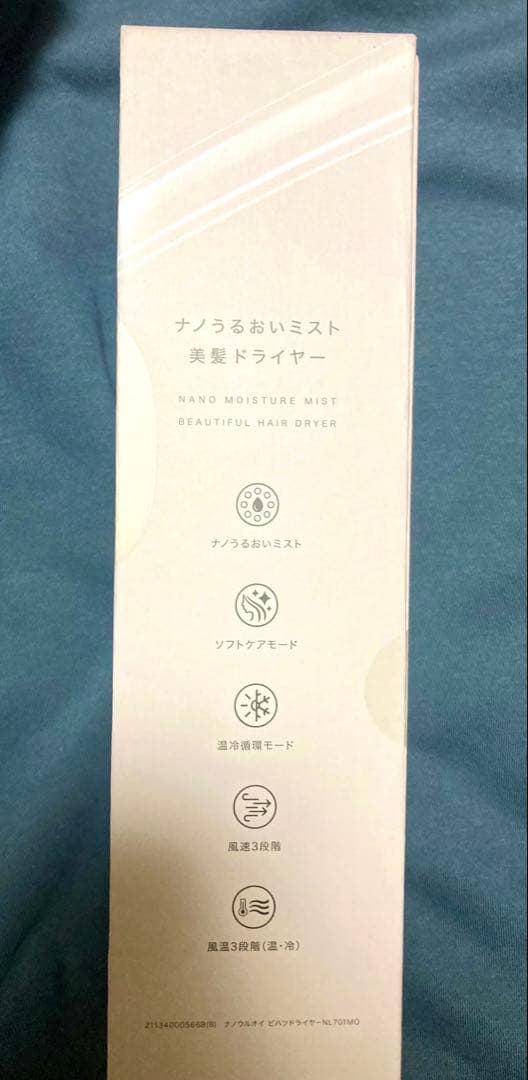 ナノうるおいミスト
美髪ドライヤー
NANO MOISTURE MIST
BEAUTIFUL HAIR DRYER
ナノうるおいミスト
ソフトケアモード
温冷循環モード
風速3段階
風温3段階(温・冷)
21134000566B(B) ナノウルオイ ビハツドライヤーNL701MO